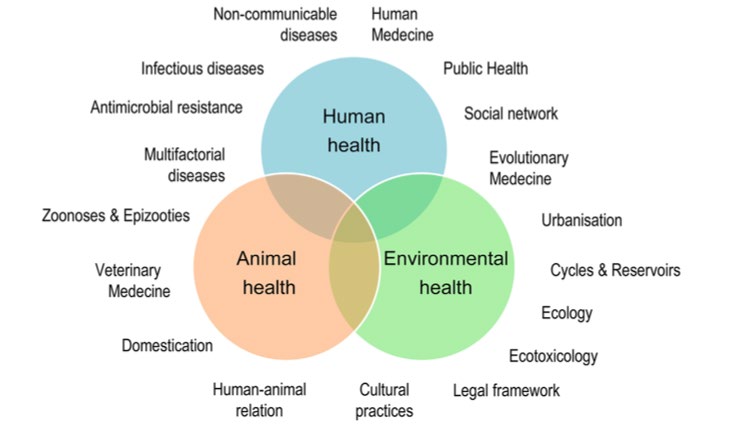 Non-communicable
diseases
Human
Medecine
Infectious diseases
Public Health
Antimicrobial resistance
Human
health
Social network
Multifactorial
diseases
Evolutionary
Medecine
Zoonoses & Epizooties
Urbanisation
Animal
health
Environmental
health
Veterinary
Medecine
Cycles & Reservoirs
Ecology
Domestication
Ecotoxicology
Human-animal
relation
Cultural
practices
Legal framework